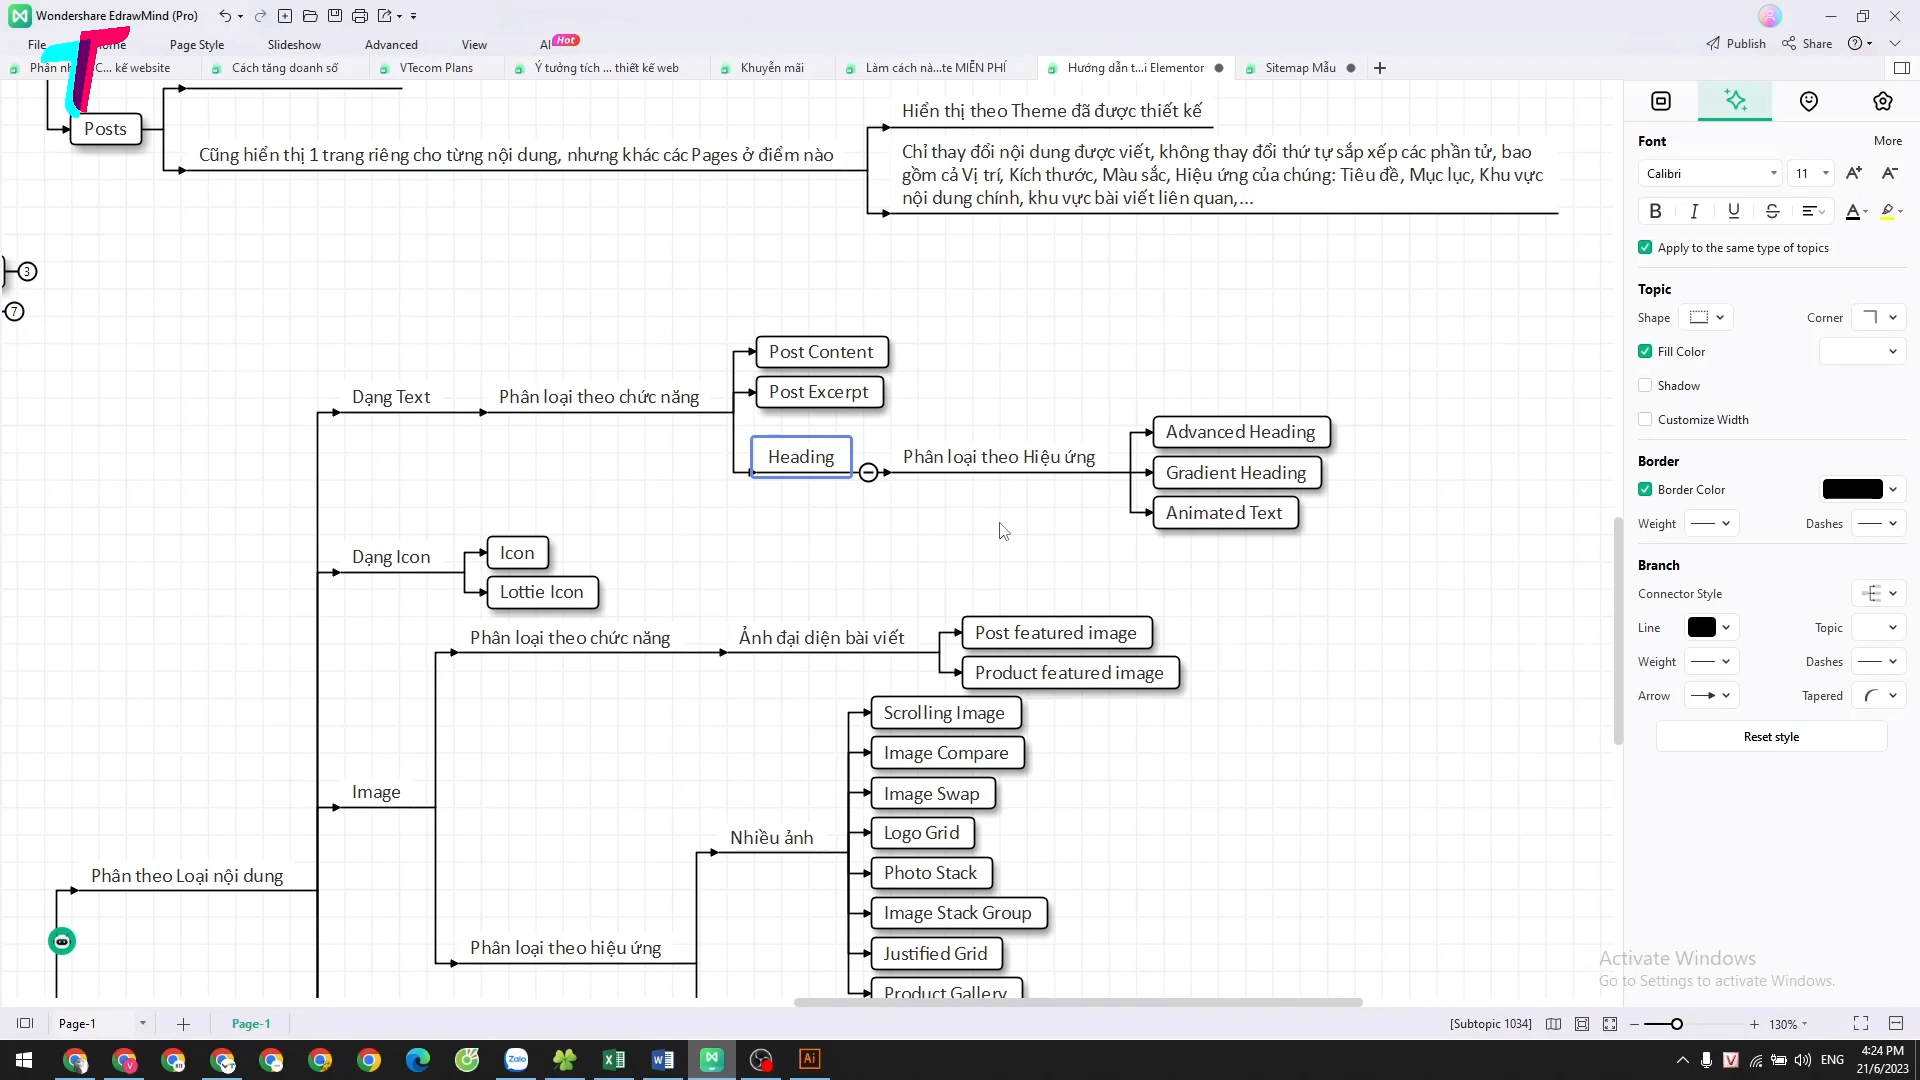 Wondershare EdrawMind (Pro)
File
Home
Page Style
Slideshow
Advanced
View
AI
Hot
Publish
Share
Phân nh
C... kế website
Cách tăng doanh số
VTecom Plans
Ý tưởng tích ... thiết kế web
Khuyễn mãi
Làm cách nà...te MIỄN PHÍ
Hướng dẫn t...i Elementor
Sitemap Mẫu
Posts
Cũng hiển thị 1 trang riêng cho từng nội dung, nhưng khác các Pages ở điểm nào
Hiển thị theo Theme đã được thiết kế
Chỉ thay đổi nội dung được viết, không thay đổi thứ tự sắp xếp các phần tử, bao
gồm cả Vị trí, Kích thước, Màu sắc, Hiệu ứng của chúng: Tiêu đề, Mục lục, Khu vực
nội dung chính, khu vực bài viết liên quan,...
3
7
Dạng Text
Phân loại theo chức năng
Post Content
Post Excerpt
Heading
Phân loại theo Hiệu ứng
Advanced Heading
Gradient Heading
Animated Text
Dạng Icon
Icon
Lottie Icon
Image
Phân loại theo chức năng
Ảnh đại diện bài viết
Post featured image
Product featured image
Phân loại theo hiệu ứng
Nhiều ảnh
Scrolling Image
Image Compare
Image Swap
Logo Grid
Photo Stack
Image Stack Group
Justified Grid
Product Gallery
Phân theo Loại nội dung
Font
More
Calibri
11
Apply to the same type of topics
Topic
Shape
Corner
Fill Color
Shadow
Customize Width
Border
Border Color
Weight
Dashes
Branch
Connector Style
Line
Topic
Weight
Dashes
Arrow
Tapered
Reset style
Activate Windows
Go to Settings to activate Windows.
Page-1
Page-1
[Subtopic 1034]
130%
Zalo
Ai
ENG
4:24 PM
21/6/2023